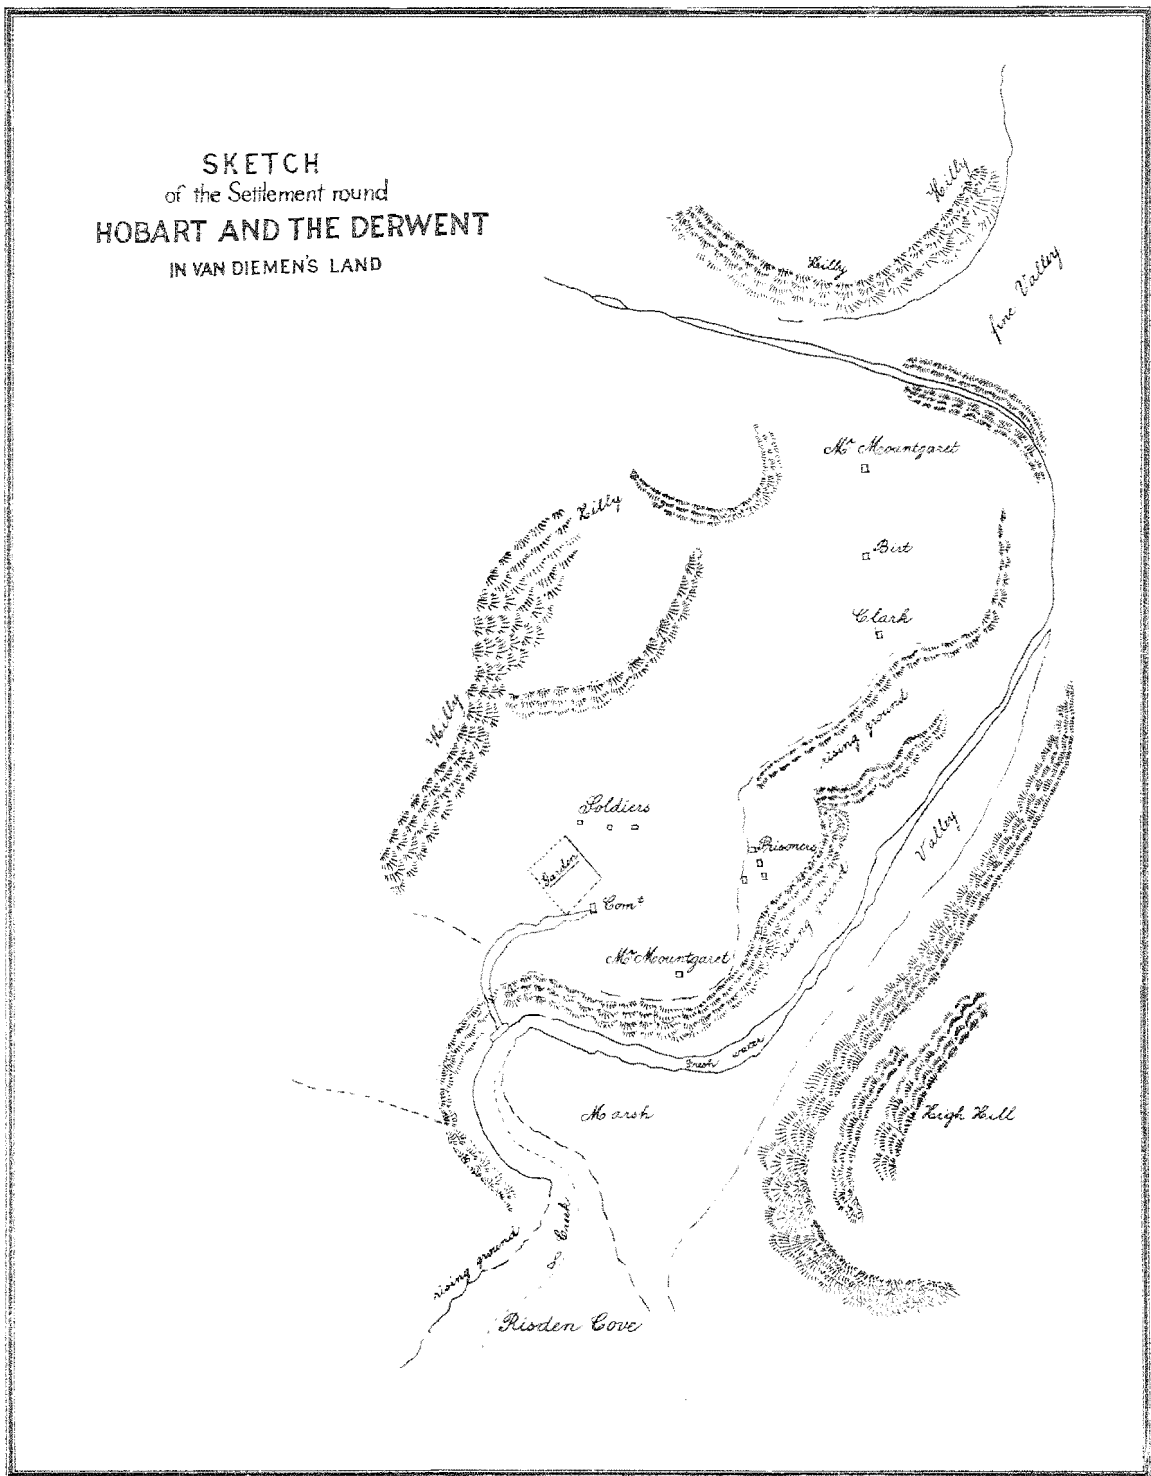 SKETCH
of the Settlement round
HOBART AND THE DERWENT
IN VAN DIEMEN'S LAND
Hilly
Hilly
fine Valley
Mr Mountgaret
Hilly
Birt
Clark
Hilly
rising ground
Soldiers
Valley
Prisoners
Garden
Comt
rising ground
Mr Mountgaret
Fresh water
Marsh
High Hill
Creek
rising ground
Risden Cove